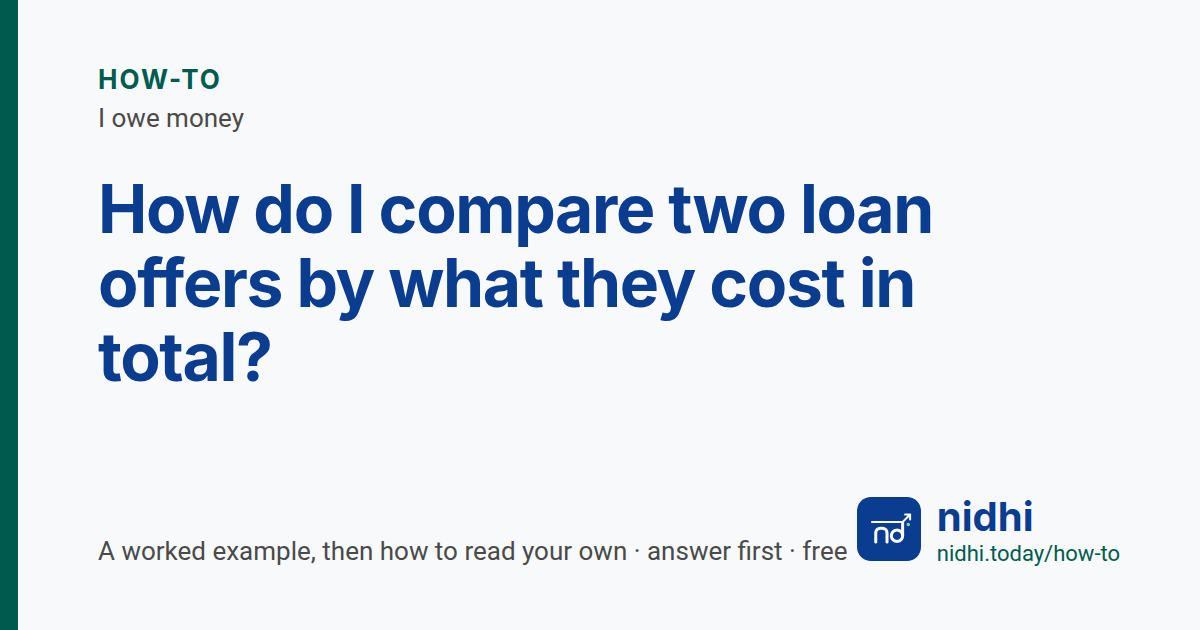 HOW-TO
I owe money
How do I compare two loan
offers by what they cost in
total?
A worked example, then how to read your own · answer first · free
nd
nidhi
nidhi.today/how-to